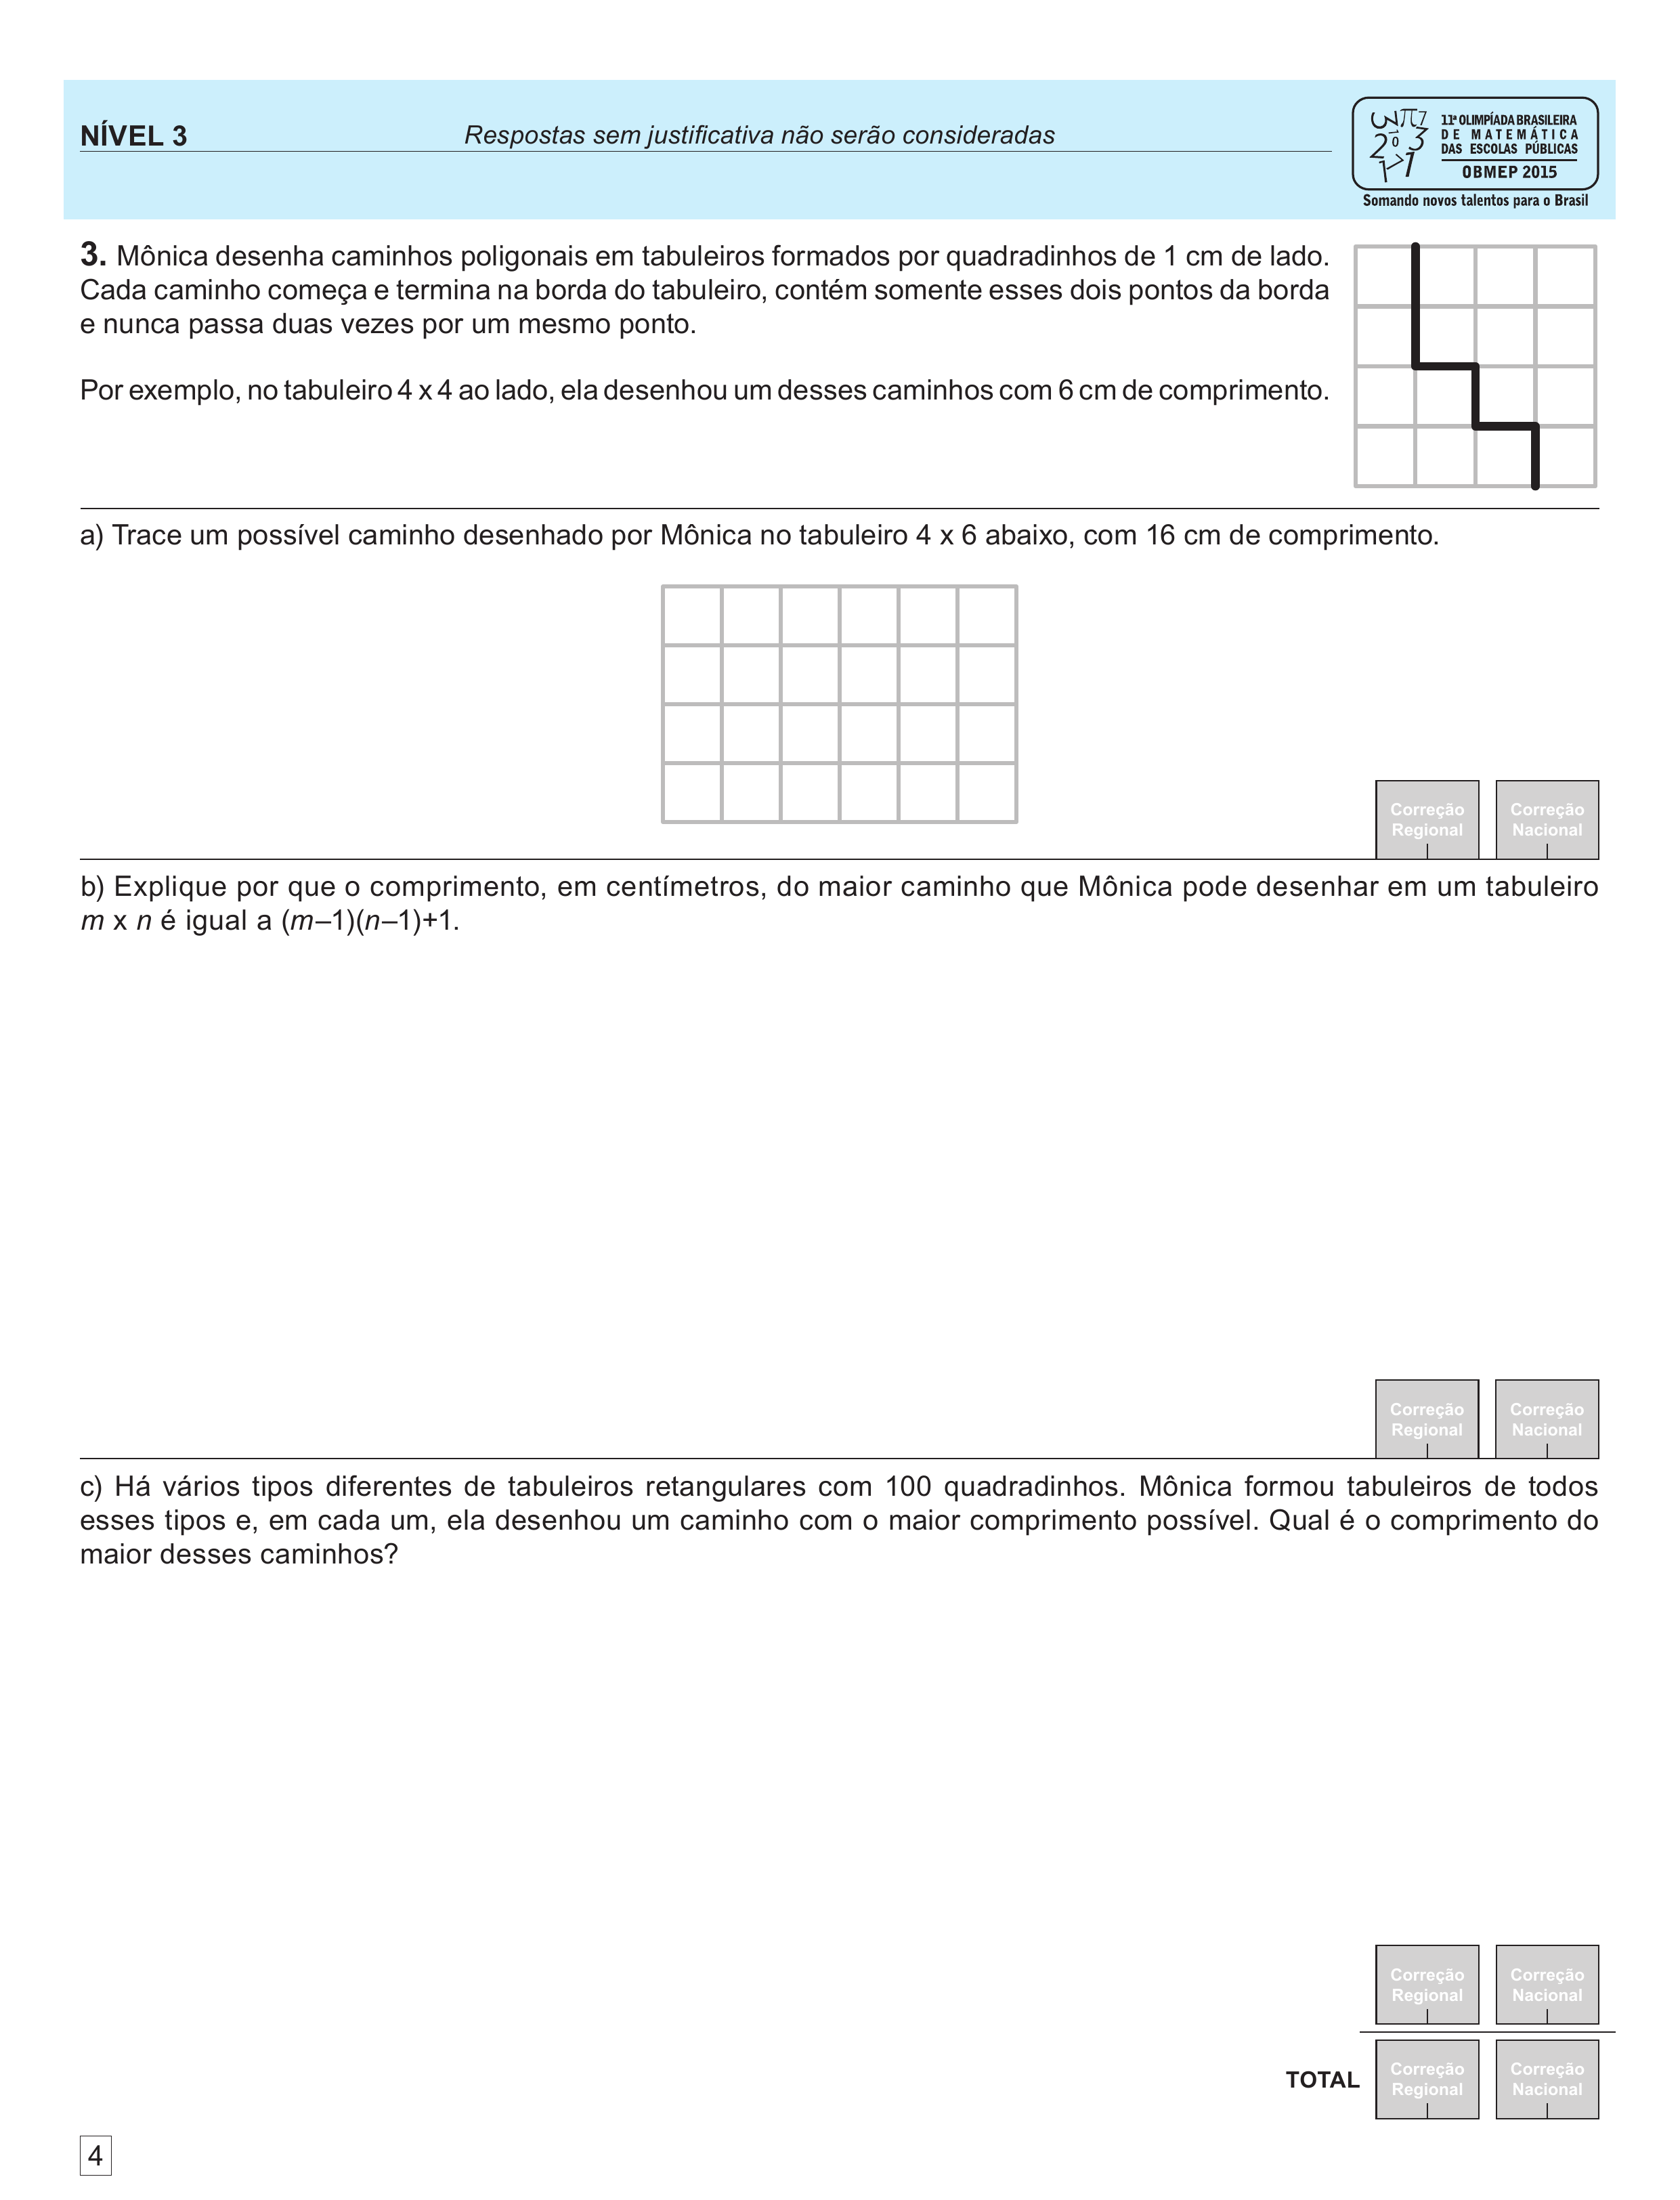 NÍVEL 3
Respostas sem justificativa não serão consideradas
11ª OLIMPÍADA BRASILEIRA
DE MATEMÁTICA
DAS ESCOLAS PÚBLICAS
OBMEP 2015
Somando novos talentos para o Brasil
3. Mônica desenha caminhos poligonais em tabuleiros formados por quadradinhos de 1 cm de lado.
Cada caminho começa e termina na borda do tabuleiro, contém somente esses dois pontos da borda
e nunca passa duas vezes por um mesmo ponto.
Por exemplo, no tabuleiro 4 x 4 ao lado, ela desenhou um desses caminhos com 6 cm de comprimento.
a) Trace um possível caminho desenhado por Mônica no tabuleiro 4 x 6 abaixo, com 16 cm de comprimento.
Correção Regional
Correção Nacional
b) Explique por que o comprimento, em centímetros, do maior caminho que Mônica pode desenhar em um tabuleiro
m x n é igual a (m–1)(n–1)+1.
Correção Regional
Correção Nacional
c) Há vários tipos diferentes de tabuleiros retangulares com 100 quadradinhos. Mônica formou tabuleiros de todos
esses tipos e, em cada um, ela desenhou um caminho com o maior comprimento possível. Qual é o comprimento do
maior desses caminhos?
Correção Regional
Correção Nacional
TOTAL
Correção Regional
Correção Nacional
4